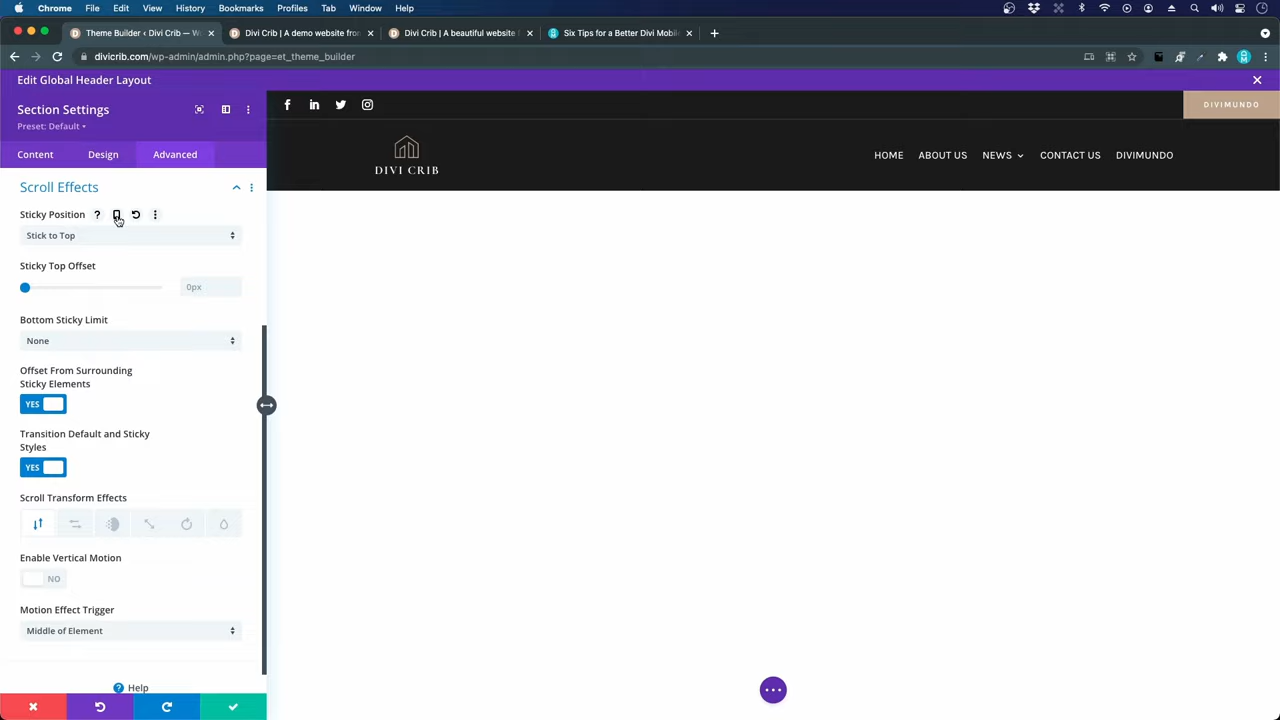 Chrome File Edit View History Bookmarks Profiles Tab Window Help
Theme Builder ‹ Divi Crib — W
Divi Crib | A demo website from
Divi Crib | A beautiful website
Six Tips for a Better Divi Mobile
divicrib.com/wp-admin/admin.php?page=et_theme_builder
Edit Global Header Layout
Section Settings
Preset: Default
Content Design Advanced
DIVIMUNDO
DIVI CRIB
HOME ABOUT US NEWS CONTACT US DIVIMUNDO
Scroll Effects
Sticky Position ?
Stick to Top
Sticky Top Offset
0px
Bottom Sticky Limit
None
Offset From Surrounding
Sticky Elements
YES
Transition Default and Sticky
Styles
YES
Scroll Transform Effects
Enable Vertical Motion
NO
Motion Effect Trigger
Middle of Element
? Help